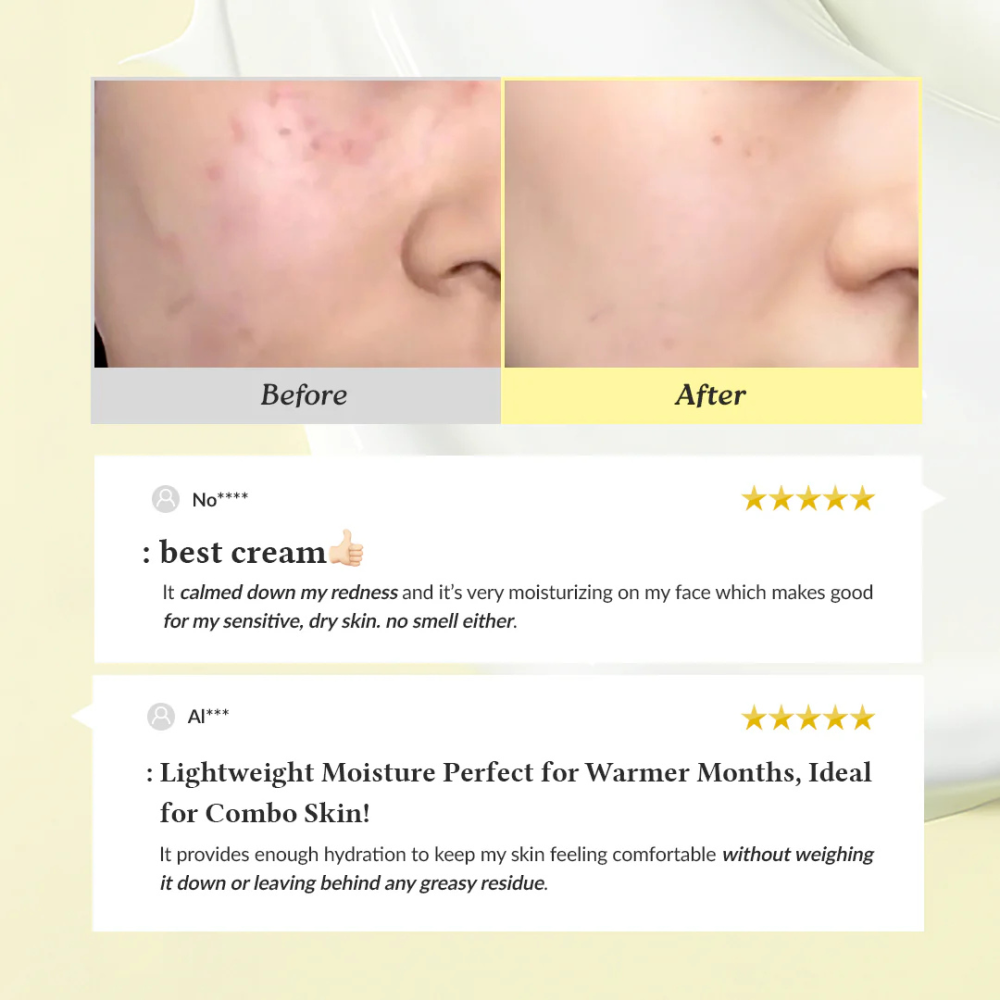 Before
After
No****
: best cream👍🏻
It calmed down my redness and it's very moisturizing on my face which makes good
for my sensitive, dry skin. no smell either.
Al***
: Lightweight Moisture Perfect for Warmer Months, Ideal
for Combo Skin!
It provides enough hydration to keep my skin feeling comfortable without weighing
it down or leaving behind any greasy residue.